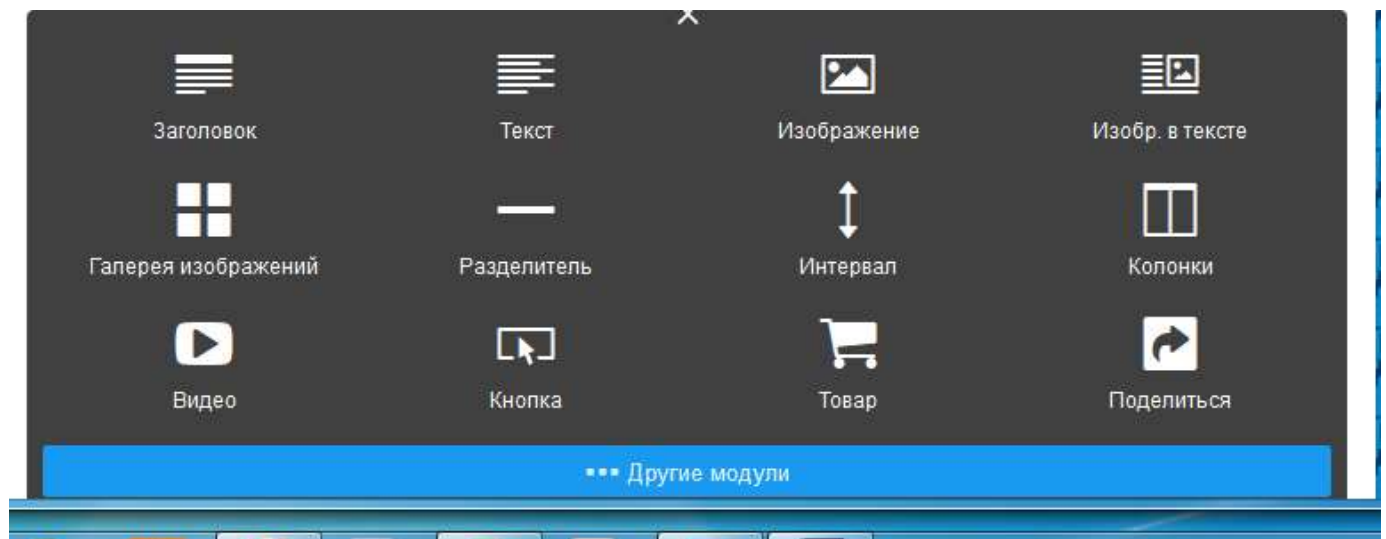 Заголовок
Текст
Изображение
Изобр. в тексте
Галерея изображений
Разделитель
Интервал
Колонки
Видео
Кнопка
Товар
Поделиться
Другие модули